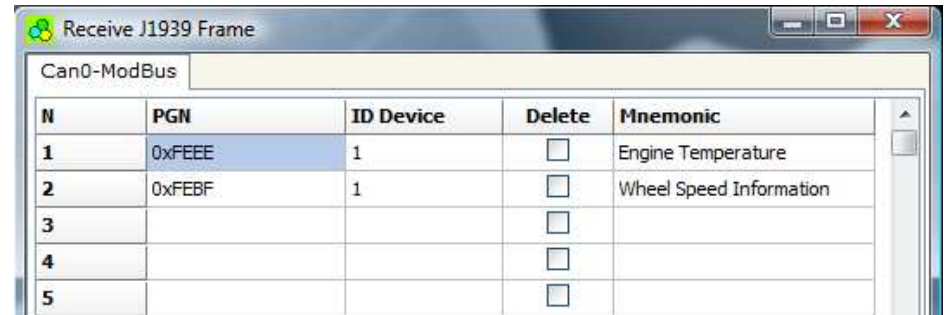 Receive J1939 Frame
Can0-ModBus
N PGN ID Device Delete Mnemonic
1 0xFEEE 1 Engine Temperature
2 0xFEBF 1 Wheel Speed Information
3
4
5